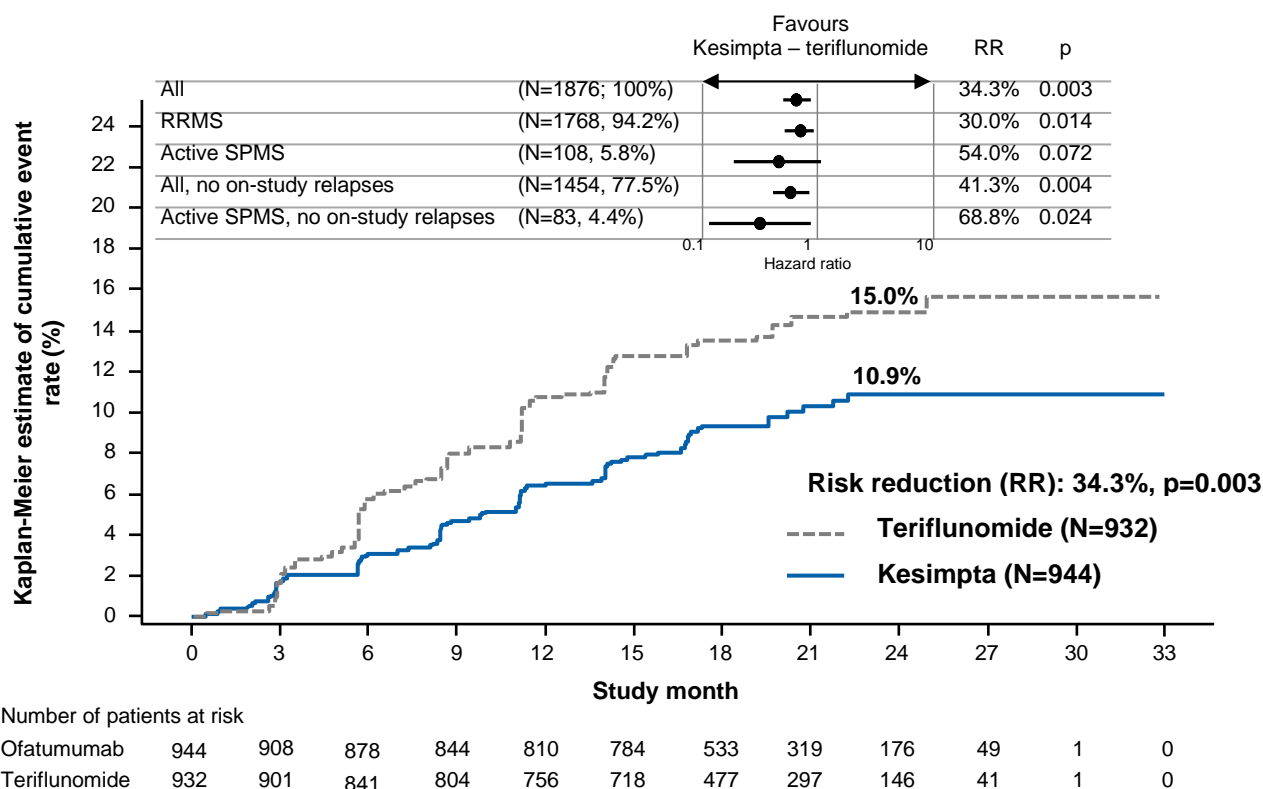 Favours
Kesimpta – teriflunomide RR p
All (N=1876; 100%) 34.3% 0.003
RRMS (N=1768, 94.2%) 30.0% 0.014
Active SPMS (N=108, 5.8%) 54.0% 0.072
All, no on-study relapses (N=1454, 77.5%) 41.3% 0.004
Active SPMS, no on-study relapses (N=83, 4.4%) 68.8% 0.024
0.1 1 10
Hazard ratio
Kaplan-Meier estimate of cumulative event
rate (%)
24
22
20
18
16
14
12
10
8
6
4
2
0
15.0%
10.9%
Risk reduction (RR): 34.3%, p=0.003
Teriflunomide (N=932)
Kesimpta (N=944)
0 3 6 9 12 15 18 21 24 27 30 33
Study month
Number of patients at risk
Ofatumumab 944 908 878 844 810 784 533 319 176 49 1 0
Teriflunomide 932 901 841 804 756 718 477 297 146 41 1 0